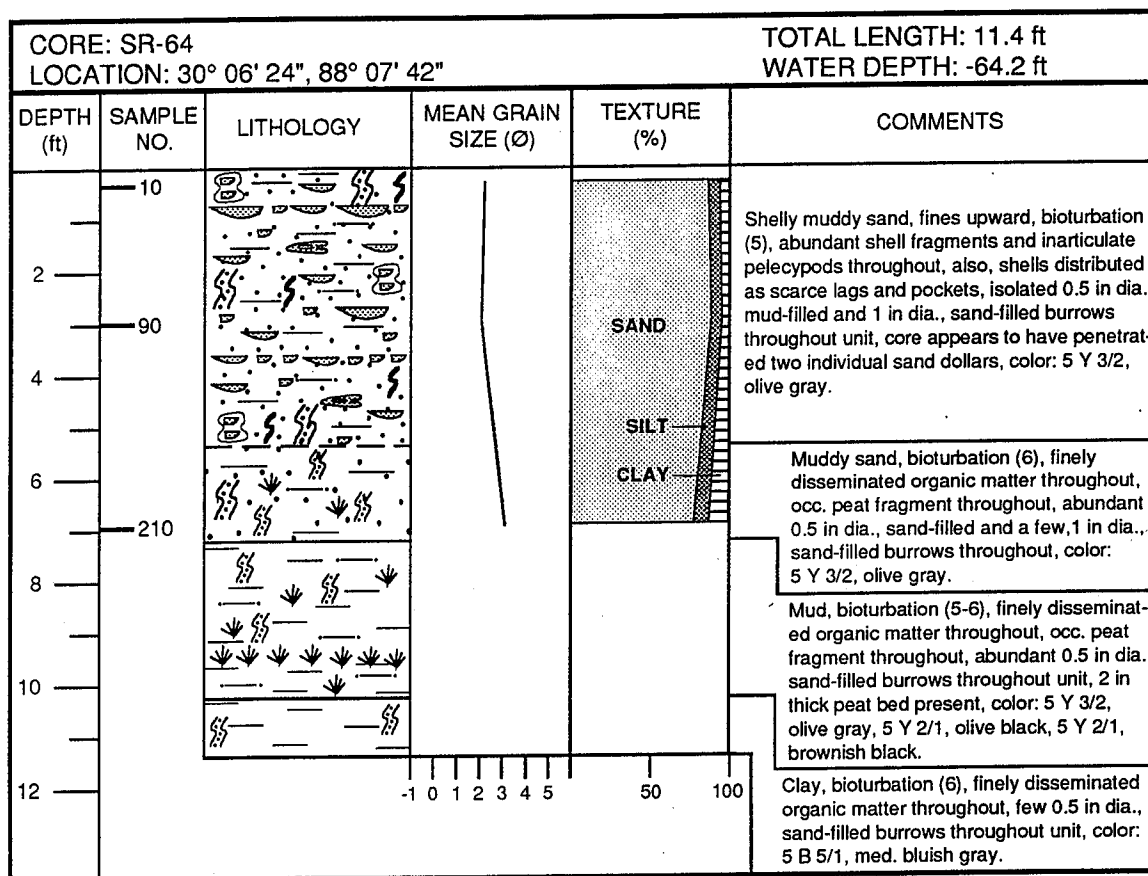 CORE: SR-64
LOCATION: 30° 06' 24", 88° 07' 42"
TOTAL LENGTH: 11.4 ft
WATER DEPTH: -64.2 ft
DEPTH
(ft)
SAMPLE
NO.
LITHOLOGY
MEAN GRAIN
SIZE (Ø)
TEXTURE
(%)
COMMENTS
10
2
90
4
6
210
8
10
12
-1 0 1 2 3 4 5
SAND
SILT
CLAY
50 100
Shelly muddy sand, fines upward, bioturbation
(5), abundant shell fragments and inarticulate
pelecypods throughout, also, shells distributed
as scarce lags and pockets, isolated 0.5 in dia.
mud-filled and 1 in dia., sand-filled burrows
throughout unit, core appears to have penetrat-
ed two individual sand dollars, color: 5 Y 3/2,
olive gray.
Muddy sand, bioturbation (6), finely
disseminated organic matter throughout,
occ. peat fragment throughout, abundant
0.5 in dia., sand-filled and a few,1 in dia.,
sand-filled burrows throughout, color:
5 Y 3/2, olive gray.
Mud, bioturbation (5-6), finely disseminat-
ed organic matter throughout, occ. peat
fragment throughout, abundant 0.5 in dia.
sand-filled burrows throughout unit, 2 in
thick peat bed present, color: 5 Y 3/2,
olive gray, 5 Y 2/1, olive black, 5 Y 2/1,
brownish black.
Clay, bioturbation (6), finely disseminated
organic matter throughout, few 0.5 in dia.,
sand-filled burrows throughout unit, color:
5 B 5/1, med. bluish gray.